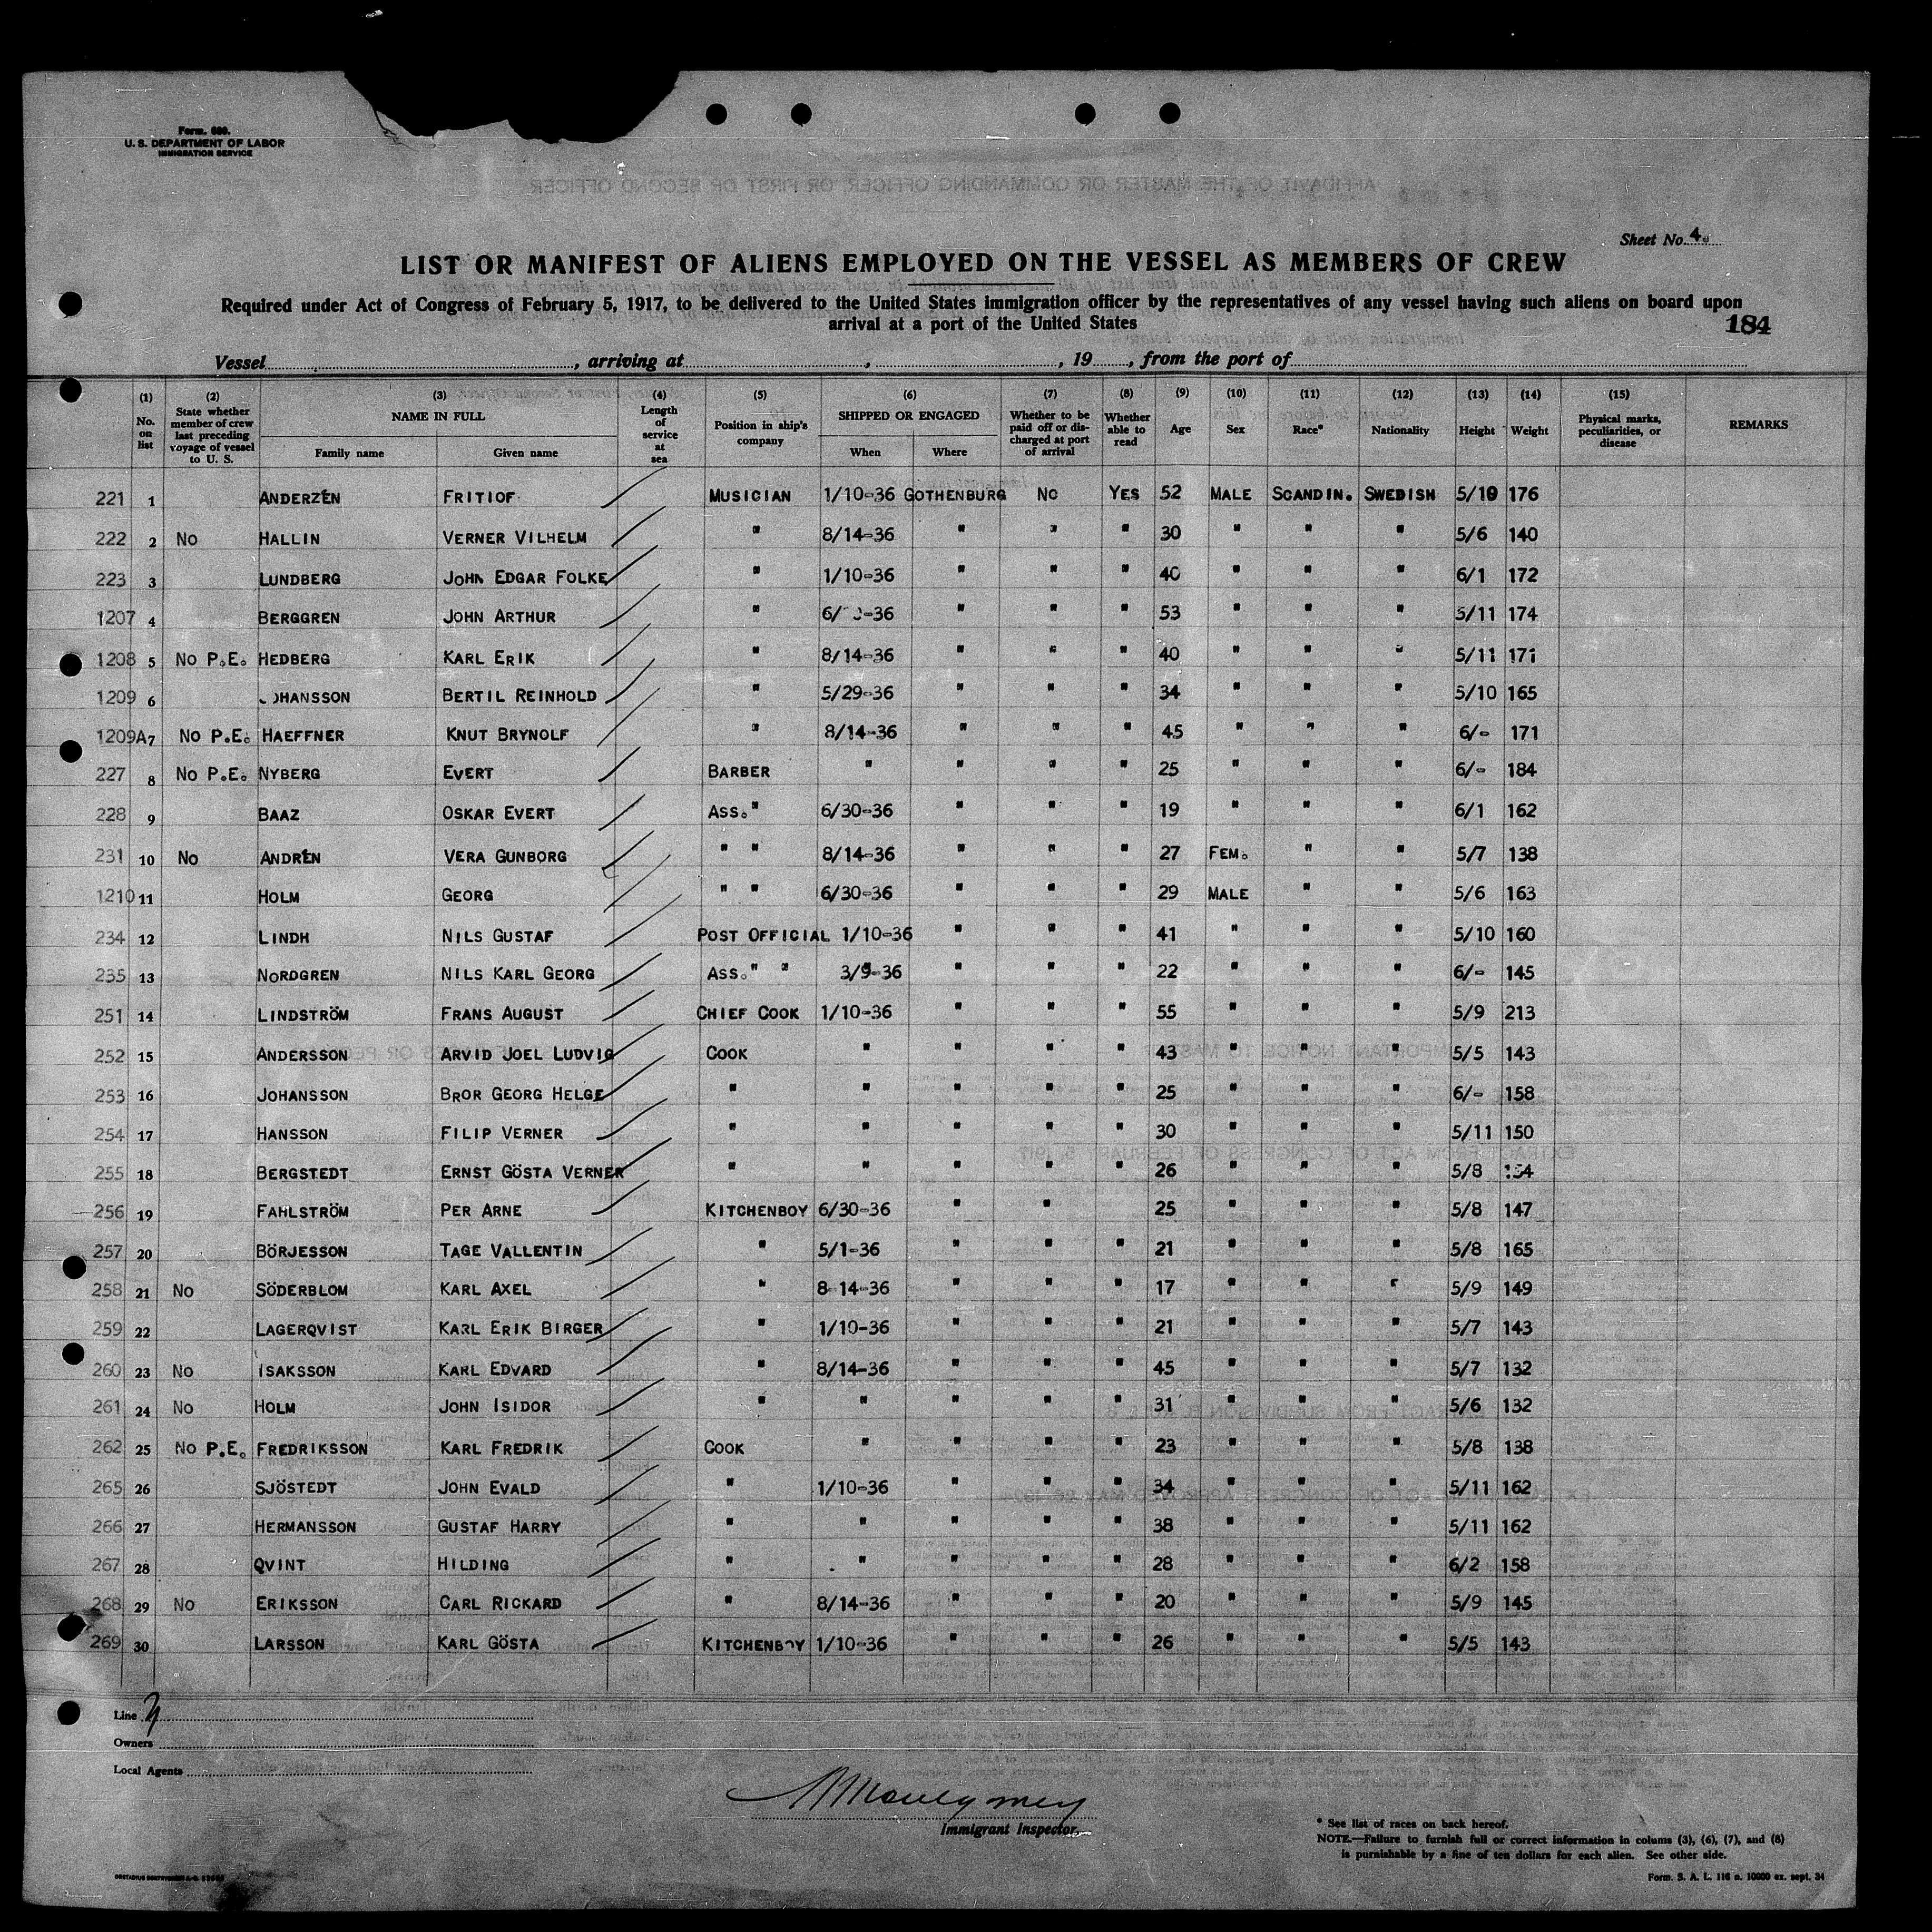 Form. 680.
U. S. DEPARTMENT OF LABOR
IMMIGRATION SERVICE
Sheet No. 4.
LIST OR MANIFEST OF ALIENS EMPLOYED ON THE VESSEL AS MEMBERS OF CREW
Required under Act of Congress of February 5, 1917, to be delivered to the United States immigration officer by the representatives of any vessel having such aliens on board upon
arrival at a port of the United States
184
Vessel , arriving at , , 19 , from the port of
(1) (2) (3) (4) (5) (6) (7) (8) (9) (10) (11) (12) (13) (14) (15)
No. on list State whether member of crew last preceding voyage of vessel to U. S. NAME IN FULL Family name Given name Length of service at sea Position in ship's company SHIPPED OR ENGAGED When Where Whether to be paid off or discharged at port of arrival Whether able to read Age Sex Race* Nationality Height Weight Physical marks, peculiarities, or disease REMARKS
221 1 ANDERZÉN FRITIOF MUSICIAN 1/10-36 GOTHENBURG NO YES 52 MALE SCANDIN. SWEDISH 5/10 176
222 2 NO HALLIN VERNER VILHELM " 8/14-36 " " " 30 " " " 5/6 140
223 3 LUNDBERG JOHN EDGAR FOLKE " 1/10-36 " " " 40 " " " 6/1 172
1207 4 BERGGREN JOHN ARTHUR " " " " 53 " " " 5/11 174
1208 5 NO P.E. HEDBERG KARL ERIK " 8/14-36 " " " 40 " " " 5/11 171
1209 6 JOHANSSON BERTIL REINHOLD " 5/29-36 " " " 34 " " " 5/10 165
1209A 7 NO P.E. HAEFFNER KNUT BRYNOLF " 8/14-36 " " " 45 " " " 6/- 171
227 8 NO P.E. NYBERG EVERT BARBER " " " " 25 " " " 6/- 184
228 9 BAAZ OSKAR EVERT ASS. " 6/30-36 " " " 19 " " " 6/1 162
231 10 NO ANDRÉN VERA GUNBORG " " 8/14-36 " " " 27 FEM. " " 5/7 138
1210 11 HOLM GEORG " " 6/30-36 " " " 29 MALE " " 5/6 163
234 12 LINDH NILS GUSTAF POST OFFICIAL 1/10-36 " " " 41 " " " 5/10 160
235 13 NORDGREN NILS KARL GEORG ASS. " " 3/9-36 " " " 22 " " " 6/- 145
251 14 LINDSTRÖM FRANS AUGUST CHIEF COOK 1/10-36 " " " 55 " " " 5/9 213
252 15 ANDERSSON ARVID JOEL LUDVIG COOK " " " " 43 " " " 5/5 143
253 16 JOHANSSON BROR GEORG HELGE " " " " " 25 " " " 6/- 158
254 17 HANSSON FILIP VERNER " " " " " 30 " " " 5/11 150
255 18 BERGSTEDT ERNST GÖSTA VERNER " " " " " 26 " " " 5/8
256 19 FAHLSTRÖM PER ARNE KITCHENBOY 6/30-36 " " " 25 " " " 5/8 147
257 20 BÖRJESSON TAGE VALLENTIN " 5/1-36 " " " 21 " " " 5/8 165
258 21 NO SÖDERBLOM KARL AXEL " 8-14-36 " " " 17 " " " 5/9 149
259 22 LAGERQVIST KARL ERIK BIRGER " 1/10-36 " " " 21 " " " 5/7 143
260 23 NO ISAKSSON KARL EDVARD " 8/14-36 " " " 45 " " " 5/7 132
261 24 NO HOLM JOHN ISIDOR " " " " " 31 " " " 5/6 132
262 25 NO P.E. FREDRIKSSON KARL FREDRIK COOK " " " " 23 " " " 5/8 138
265 26 SJÖSTEDT JOHN EVALD " 1/10-36 " " " 34 " " " 5/11 162
266 27 HERMANSSON GUSTAF HARRY " " " " " 38 " " " 5/11 162
267 28 QVINT HILDING " " " " " 28 " " " 6/2 158
268 29 NO ERIKSSON CARL RICKARD " 8/14-36 " " " 20 " " " 5/9 145
269 30 LARSSON KARL GÖSTA KITCHENBOY 1/10-36 " " " 26 " " " 5/5 143
Line
Owners
Local Agents
Montgomery
Immigrant Inspector.
* See list of races on back hereof.
NOTE.—Failure to furnish full or correct information in colums (3), (6), (7), and (8)
is punishable by a fine of ten dollars for each alien. See other side.
Form. S. A. L. 116 a. 10000 ex. sept. 34